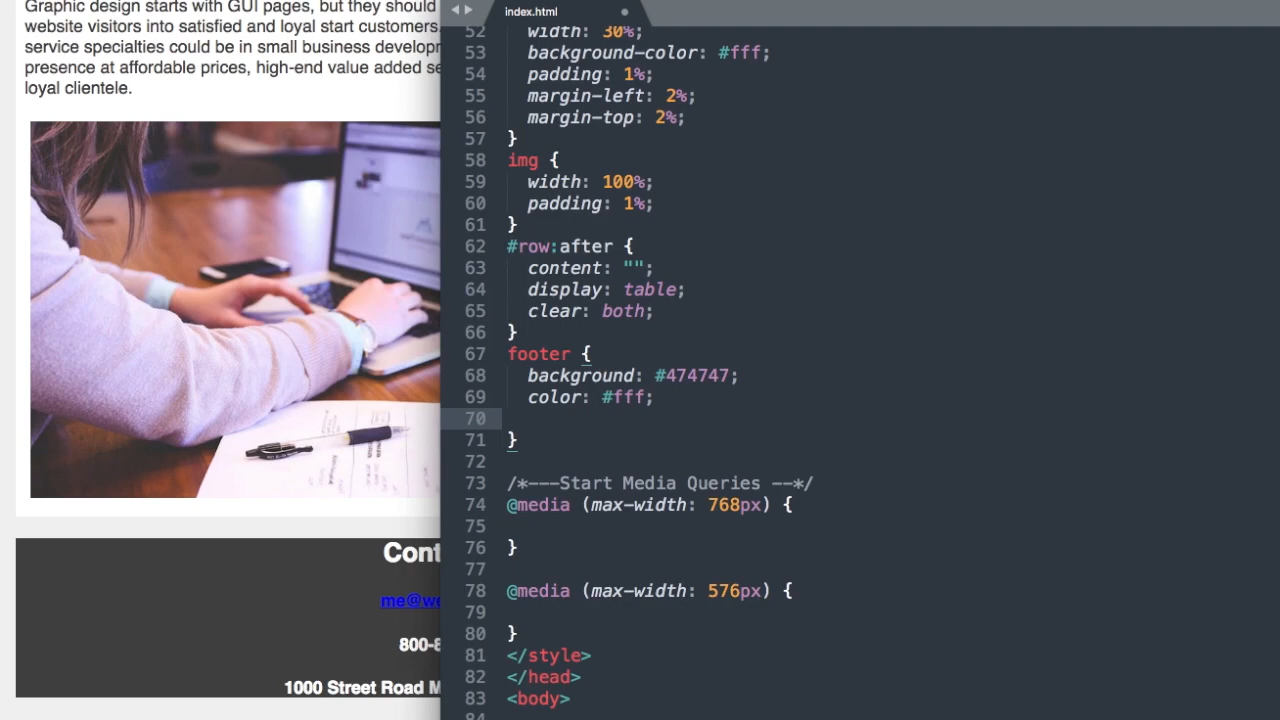 Graphic design starts with GUI pages, but they should
website visitors into satisfied and loyal start customers.
service specialties could be in small business developm
presence at affordable prices, high-end value added se
loyal clientele.
Cont
me@we
800-8
1000 Street Road M
index.html
52 width: 30%;
53 background-color: #fff;
54 padding: 1%;
55 margin-left: 2%;
56 margin-top: 2%;
57 }
58 img {
59 width: 100%;
60 padding: 1%;
61 }
62 #row:after {
63 content: "";
64 display: table;
65 clear: both;
66 }
67 footer {
68 background: #474747;
69 color: #fff;
70
71 }
72
73 /*---Start Media Queries --*/
74 @media (max-width: 768px) {
75
76 }
77
78 @media (max-width: 576px) {
79
80 }
81 </style>
82 </head>
83 <body>
84